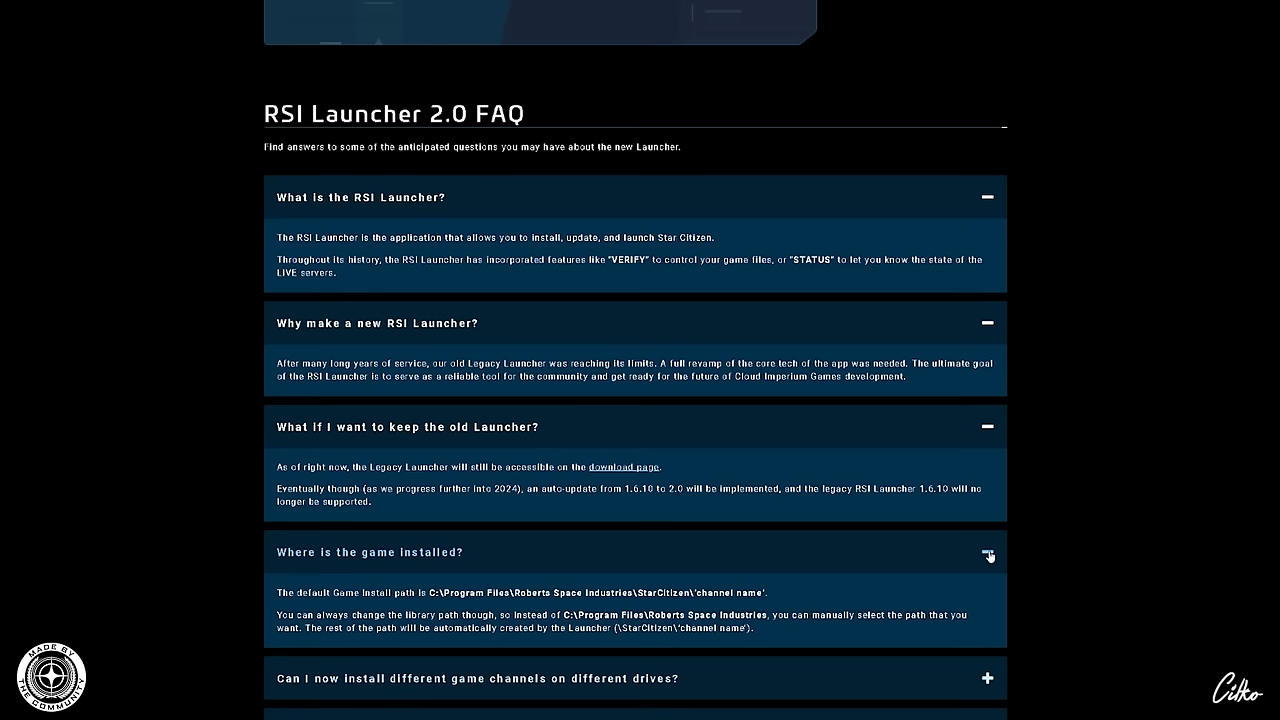 RSI Launcher 2.0 FAQ
Find answers to some of the anticipated questions you may have about the new Launcher.
What is the RSI Launcher?
The RSI Launcher is the application that allows you to install, update, and launch Star Citizen.
Throughout its history, the RSI Launcher has incorporated features like "VERIFY" to control your game files, or "STATUS" to let you know the state of the
LIVE servers.
Why make a new RSI Launcher?
After many long years of service, our old Legacy Launcher was reaching its limits. A full revamp of the core tech of the app was needed. The ultimate goal
of the RSI Launcher is to serve as a reliable tool for the community and get ready for the future of Cloud Imperium Games development.
What if I want to keep the old Launcher?
As of right now, the Legacy Launcher will still be accessible on the download page.
Eventually though (as we progress further into 2024), an auto-update from 1.6.10 to 2.0 will be implemented, and the legacy RSI Launcher 1.6.10 will no
longer be supported.
Where is the game installed?
The default Game Install path is C:\Program Files\Roberts Space Industries\StarCitizen\'channel name'.
You can always change the library path though, so instead of C:\Program Files\Roberts Space Industries, you can manually select the path that you
want. The rest of the path will be automatically created by the Launcher (\StarCitizen\'channel name').
Can I now install different game channels on different drives?
MADE BY
THE COMMUNITY
Cilko